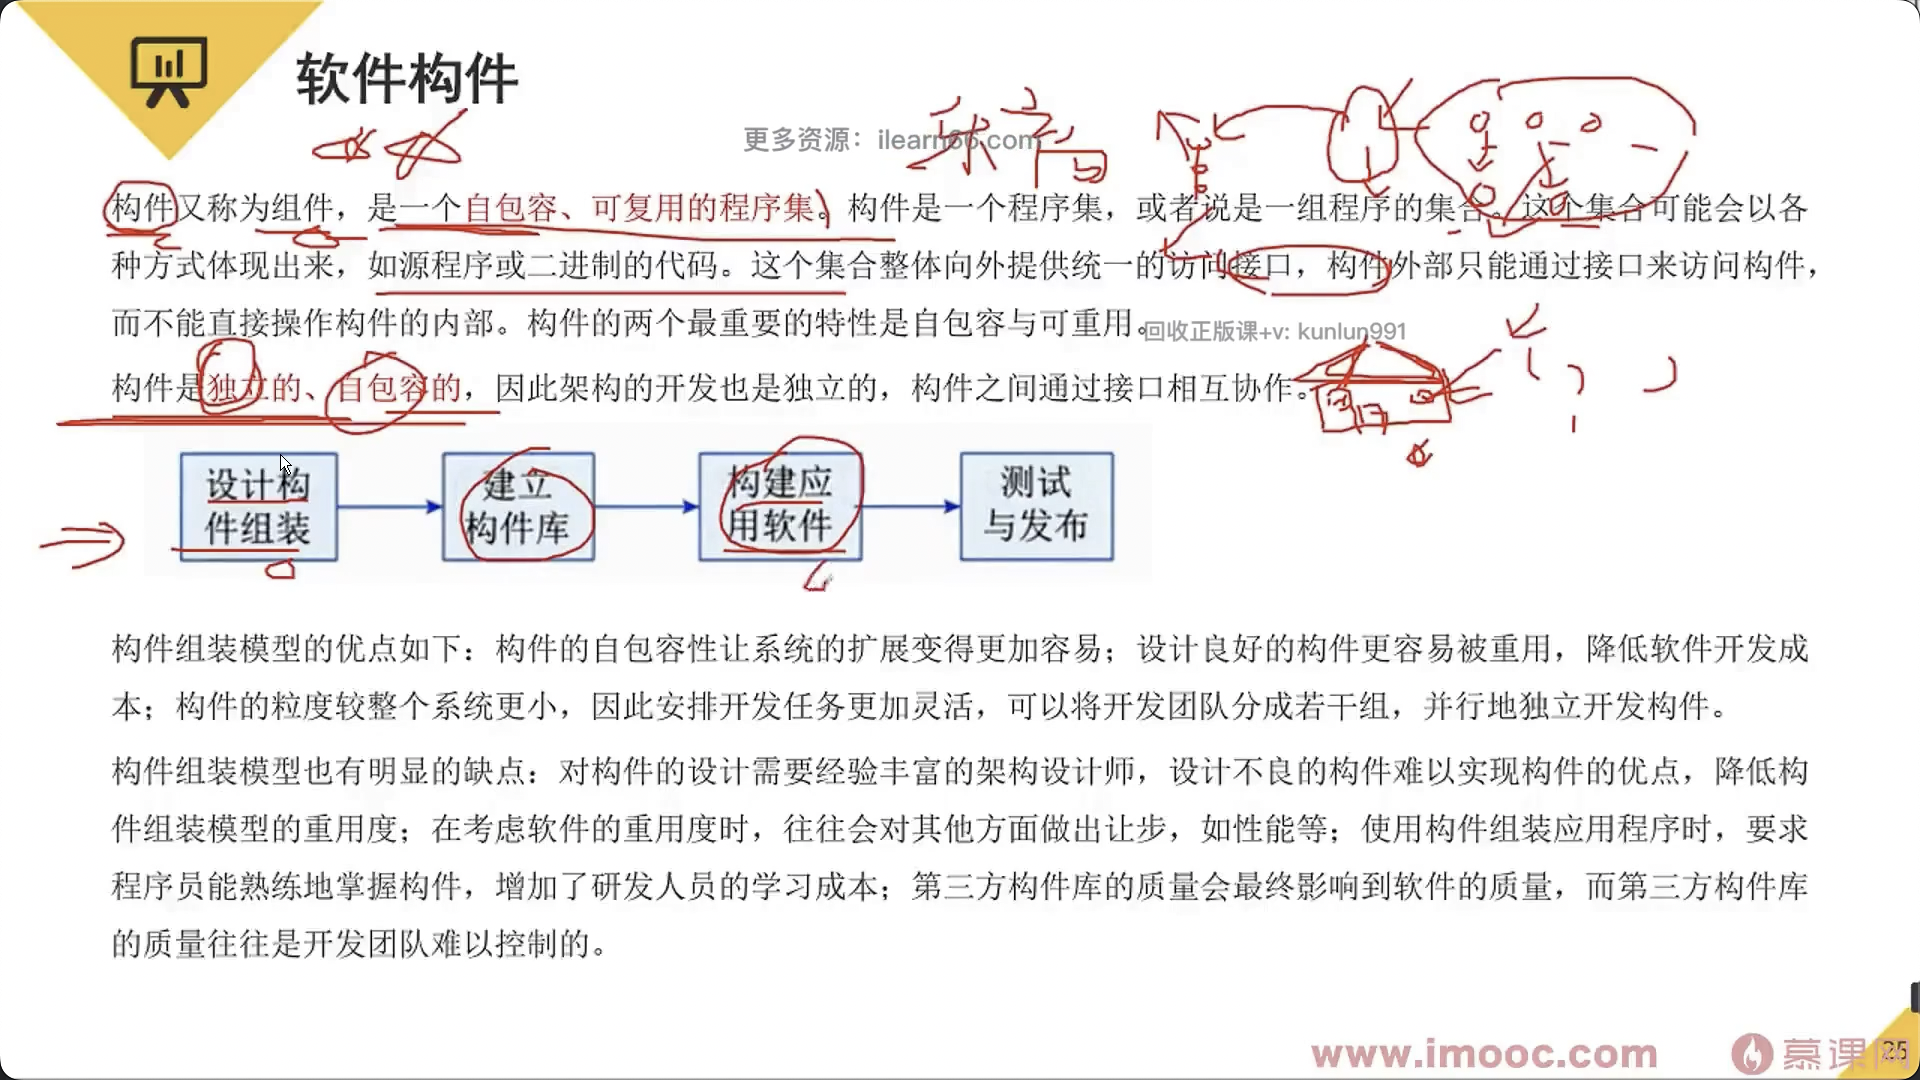 软件构件
更多资源：ilearn66.com
乐高
构件又称为组件，是一个自包容、可复用的程序集。构件是一个程序集，或者说是一组程序的集合。这个集合可能会以各
种方式体现出来，如源程序或二进制的代码。这个集合整体向外提供统一的访问接口，构件外部只能通过接口来访问构件，
而不能直接操作构件的内部。构件的两个最重要的特性是自包容与可重用。
回收正版课+v: kunlun991
构件是独立的、自包容的，因此架构的开发也是独立的，构件之间通过接口相互协作。
设计构
件组装
建立
构件库
构建应
用软件
测试
与发布
构件组装模型的优点如下：构件的自包容性让系统的扩展变得更加容易；设计良好的构件更容易被重用，降低软件开发成
本；构件的粒度较整个系统更小，因此安排开发任务更加灵活，可以将开发团队分成若干组，并行地独立开发构件。
构件组装模型也有明显的缺点：对构件的设计需要经验丰富的架构设计师，设计不良的构件难以实现构件的优点，降低构
件组装模型的重用度；在考虑软件的重用度时，往往会对其他方面做出让步，如性能等；使用构件组装应用程序时，要求
程序员能熟练地掌握构件，增加了研发人员的学习成本；第三方构件库的质量会最终影响到软件的质量，而第三方构件库
的质量往往是开发团队难以控制的。
www.imooc.com
慕课网
25